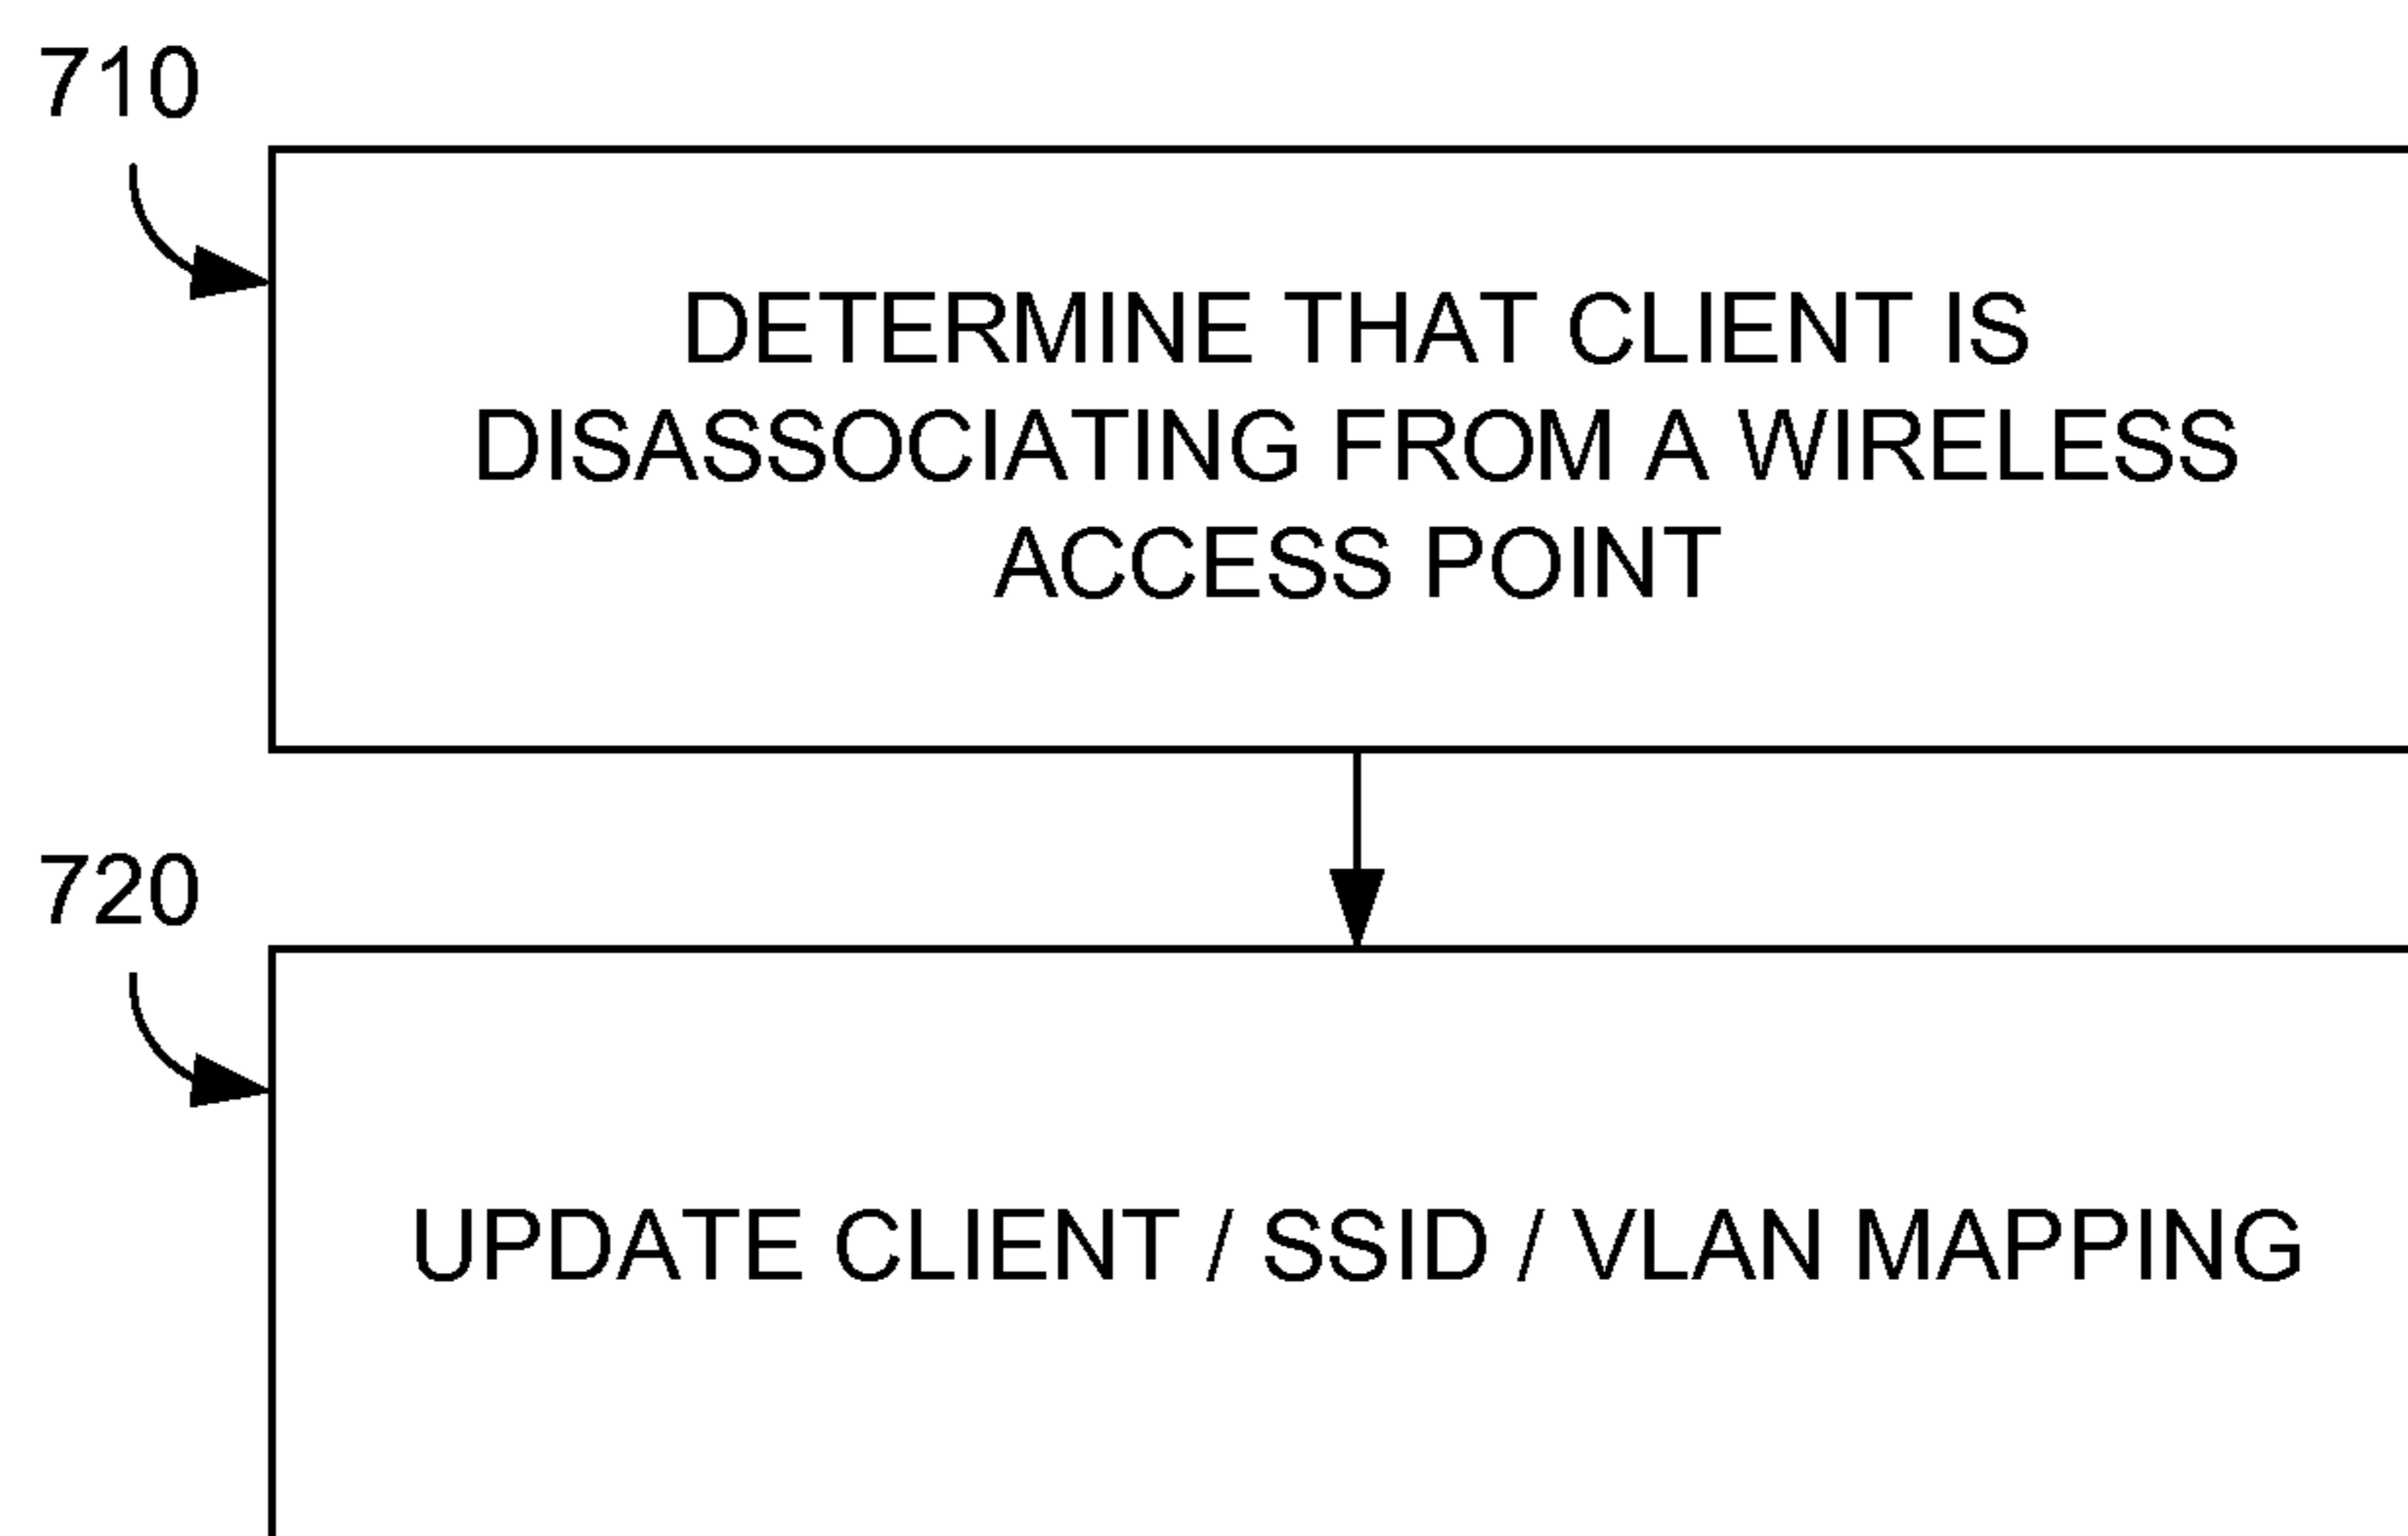 710
DETERMINE THAT CLIENT IS
DISASSOCIATING FROM A WIRELESS
ACCESS POINT
720
UPDATE CLIENT / SSID / VLAN MAPPING